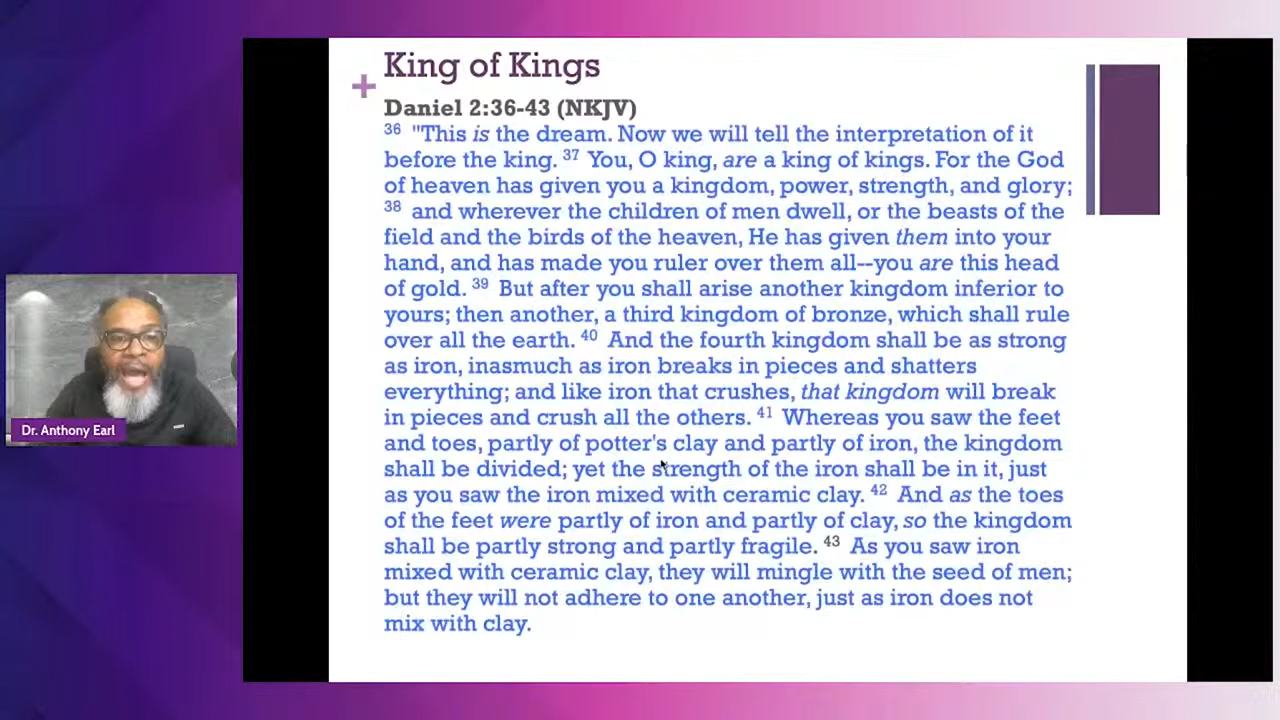 King of Kings
+
Daniel 2:36-43 (NKJV)
36 "This is the dream. Now we will tell the interpretation of it
before the king. 37 You, O king, are a king of kings. For the God
of heaven has given you a kingdom, power, strength, and glory;
38 and wherever the children of men dwell, or the beasts of the
field and the birds of the heaven, He has given them into your
hand, and has made you ruler over them all--you are this head
of gold. 39 But after you shall arise another kingdom inferior to
yours; then another, a third kingdom of bronze, which shall rule
over all the earth. 40 And the fourth kingdom shall be as strong
as iron, inasmuch as iron breaks in pieces and shatters
everything; and like iron that crushes, that kingdom will break
in pieces and crush all the others. 41 Whereas you saw the feet
and toes, partly of potter's clay and partly of iron, the kingdom
shall be divided; yet the strength of the iron shall be in it, just
as you saw the iron mixed with ceramic clay. 42 And as the toes
of the feet were partly of iron and partly of clay, so the kingdom
shall be partly strong and partly fragile. 43 As you saw iron
mixed with ceramic clay, they will mingle with the seed of men;
but they will not adhere to one another, just as iron does not
mix with clay.
Dr. Anthony Earl